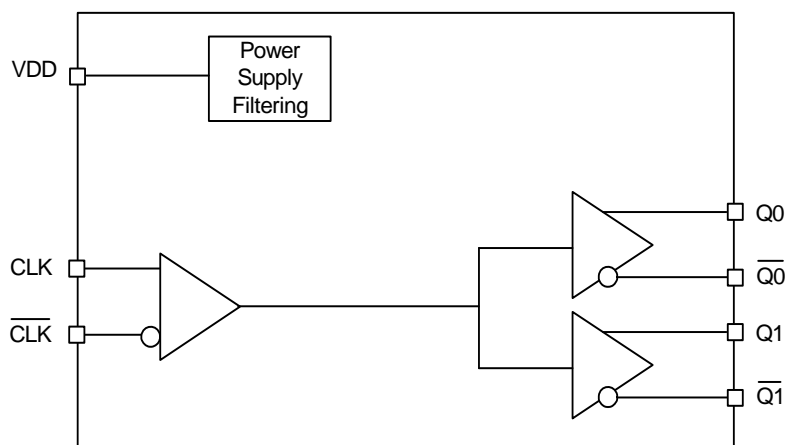 VDD
Power
Supply
Filtering
CLK
C̅L̅K̅
Q0
Q̅0̅
Q1
Q̅1̅